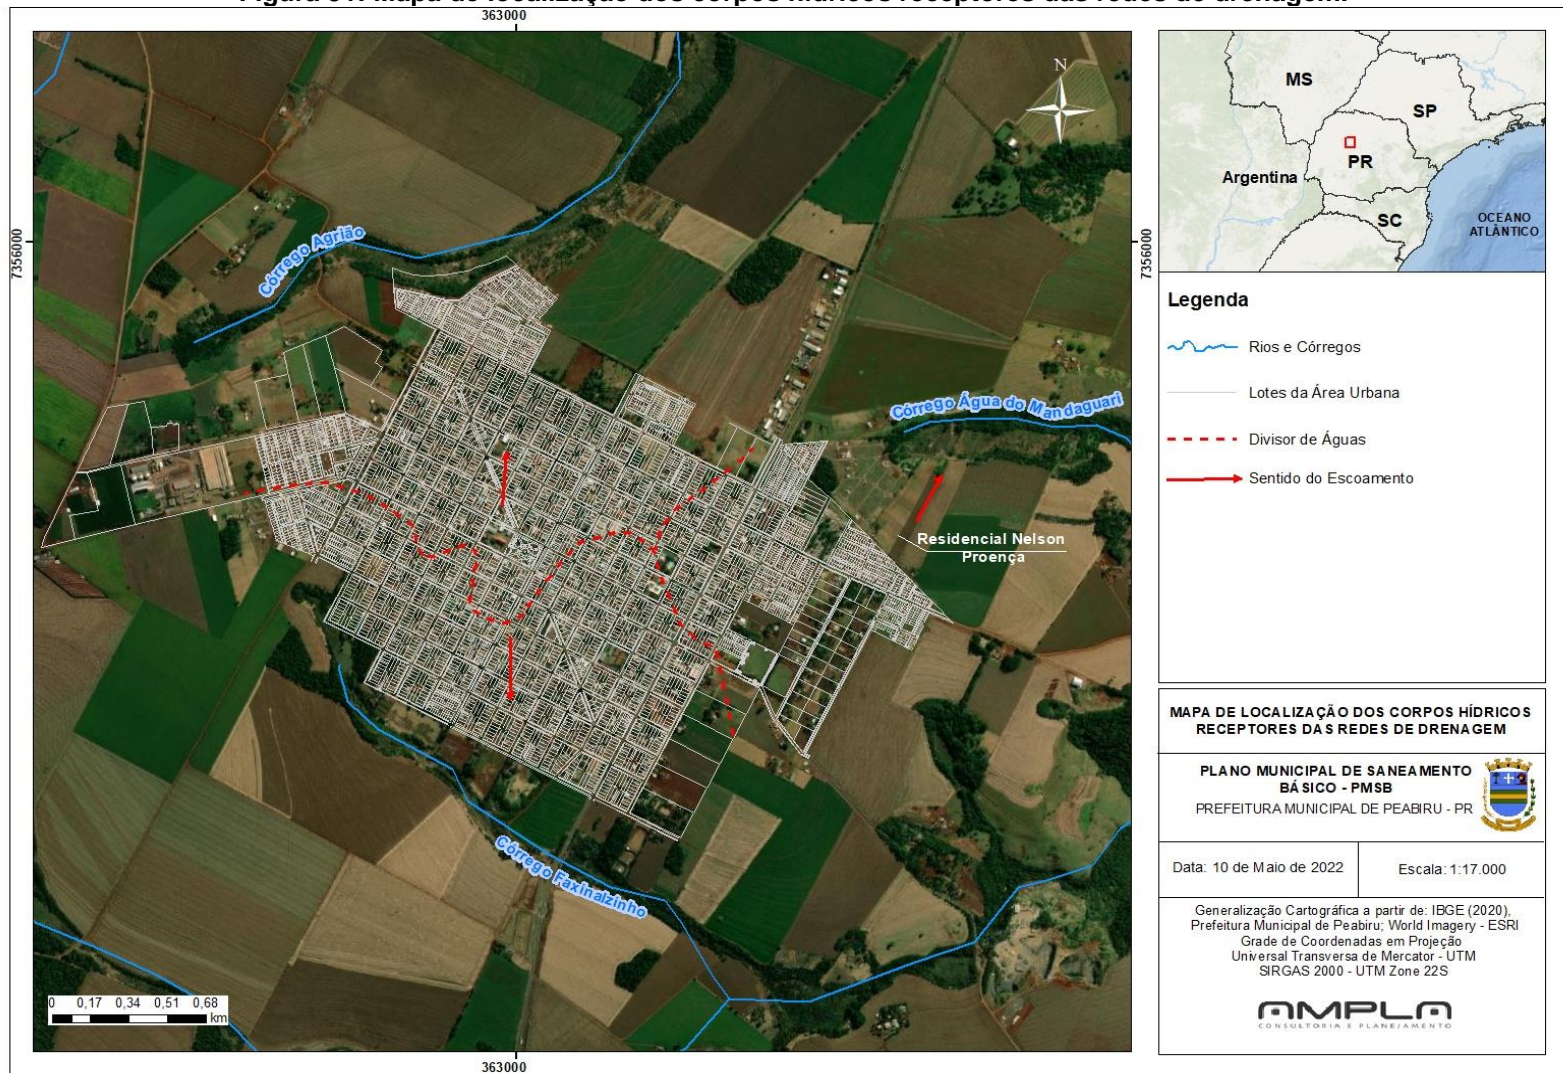 363000
N
7356000
7356000
Córrego Agrião
Córrego Água do Mandaguari
Residencial Nelson
Proença
Córrego Faxinalzinho
0 0,17 0,34 0,51 0,68
km
363000
MS
SP
PR
Argentina
SC
OCEANO
ATLÂNTICO
Legenda
Rios e Córregos
Lotes da Área Urbana
Divisor de Águas
Sentido do Escoamento
MAPA DE LOCALIZAÇÃO DOS CORPOS HÍDRICOS
RECEPTORES DAS REDES DE DRENAGEM
PLANO MUNICIPAL DE SANEAMENTO
BÁSICO - PMSB
PREFEITURA MUNICIPAL DE PEABIRU - PR
Data: 10 de Maio de 2022
Escala: 1:17.000
Generalização Cartográfica a partir de: IBGE (2020),
Prefeitura Municipal de Peabiru; World Imagery - ESRI
Grade de Coordenadas em Projeção
Universal Transversa de Mercator - UTM
SIRGAS 2000 - UTM Zone 22S
AMPLA
CONSULTORIA E PLANEJAMENTO